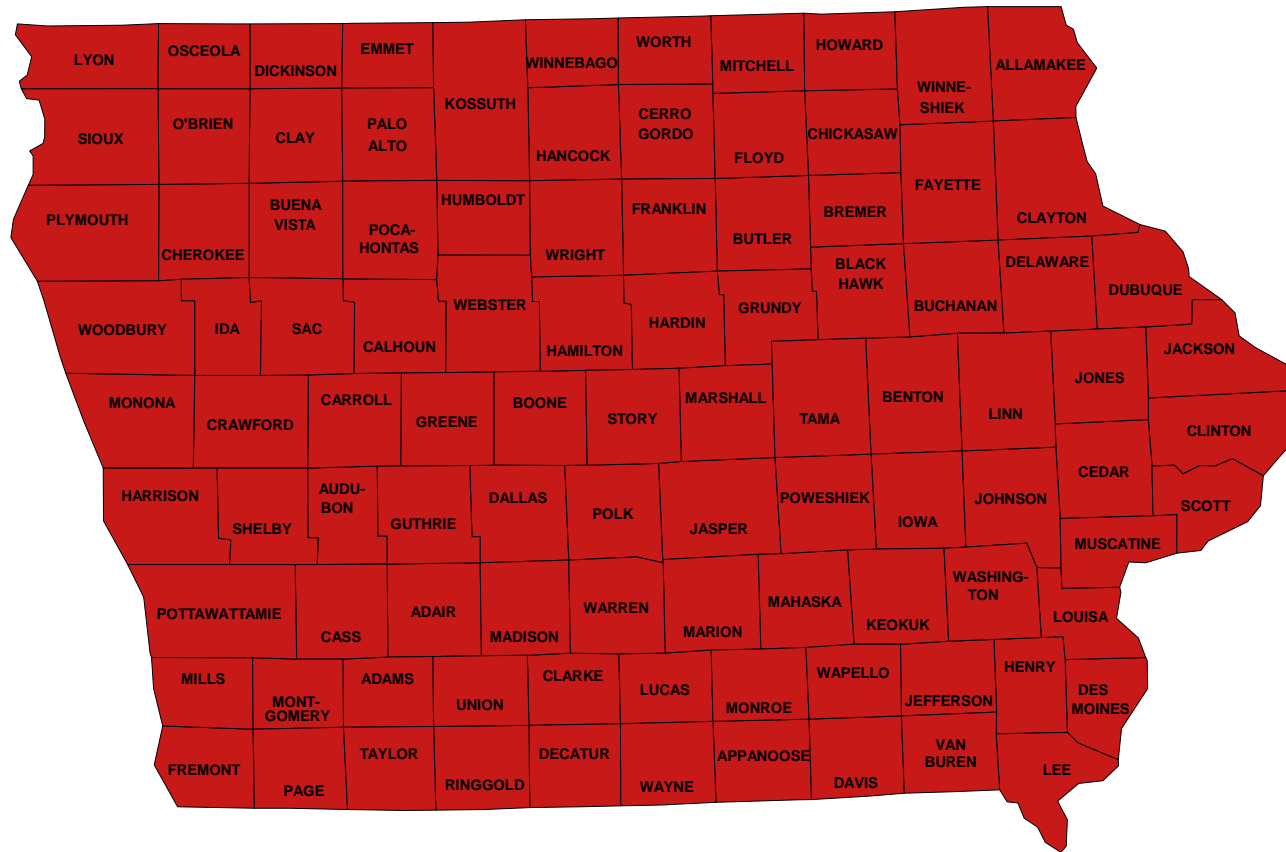 LYON
OSCEOLA
DICKINSON
EMMET
KOSSUTH
WINNEBAGO
WORTH
MITCHELL
HOWARD
WINNE-
SHIEK
ALLAMAKEE
SIOUX
O'BRIEN
CLAY
PALO
ALTO
HANCOCK
CERRO
GORDO
FLOYD
CHICKASAW
FAYETTE
CLAYTON
PLYMOUTH
CHEROKEE
BUENA
VISTA
POCA-
HONTAS
HUMBOLDT
WRIGHT
FRANKLIN
BUTLER
BREMER
BLACK
HAWK
BUCHANAN
DELAWARE
DUBUQUE
WOODBURY
IDA
SAC
CALHOUN
WEBSTER
HAMILTON
HARDIN
GRUNDY
JACKSON
MONONA
CRAWFORD
CARROLL
GREENE
BOONE
STORY
MARSHALL
TAMA
BENTON
LINN
JONES
CLINTON
CEDAR
SCOTT
HARRISON
SHELBY
AUDU-
BON
GUTHRIE
DALLAS
POLK
JASPER
POWESHIEK
IOWA
JOHNSON
MUSCATINE
POTTAWATTAMIE
CASS
ADAIR
MADISON
WARREN
MARION
MAHASKA
KEOKUK
WASHING-
TON
LOUISA
MILLS
MONT-
GOMERY
ADAMS
UNION
CLARKE
LUCAS
MONROE
WAPELLO
JEFFERSON
HENRY
DES
MOINES
FREMONT
PAGE
TAYLOR
RINGGOLD
DECATUR
WAYNE
APPANOOSE
DAVIS
VAN
BUREN
LEE